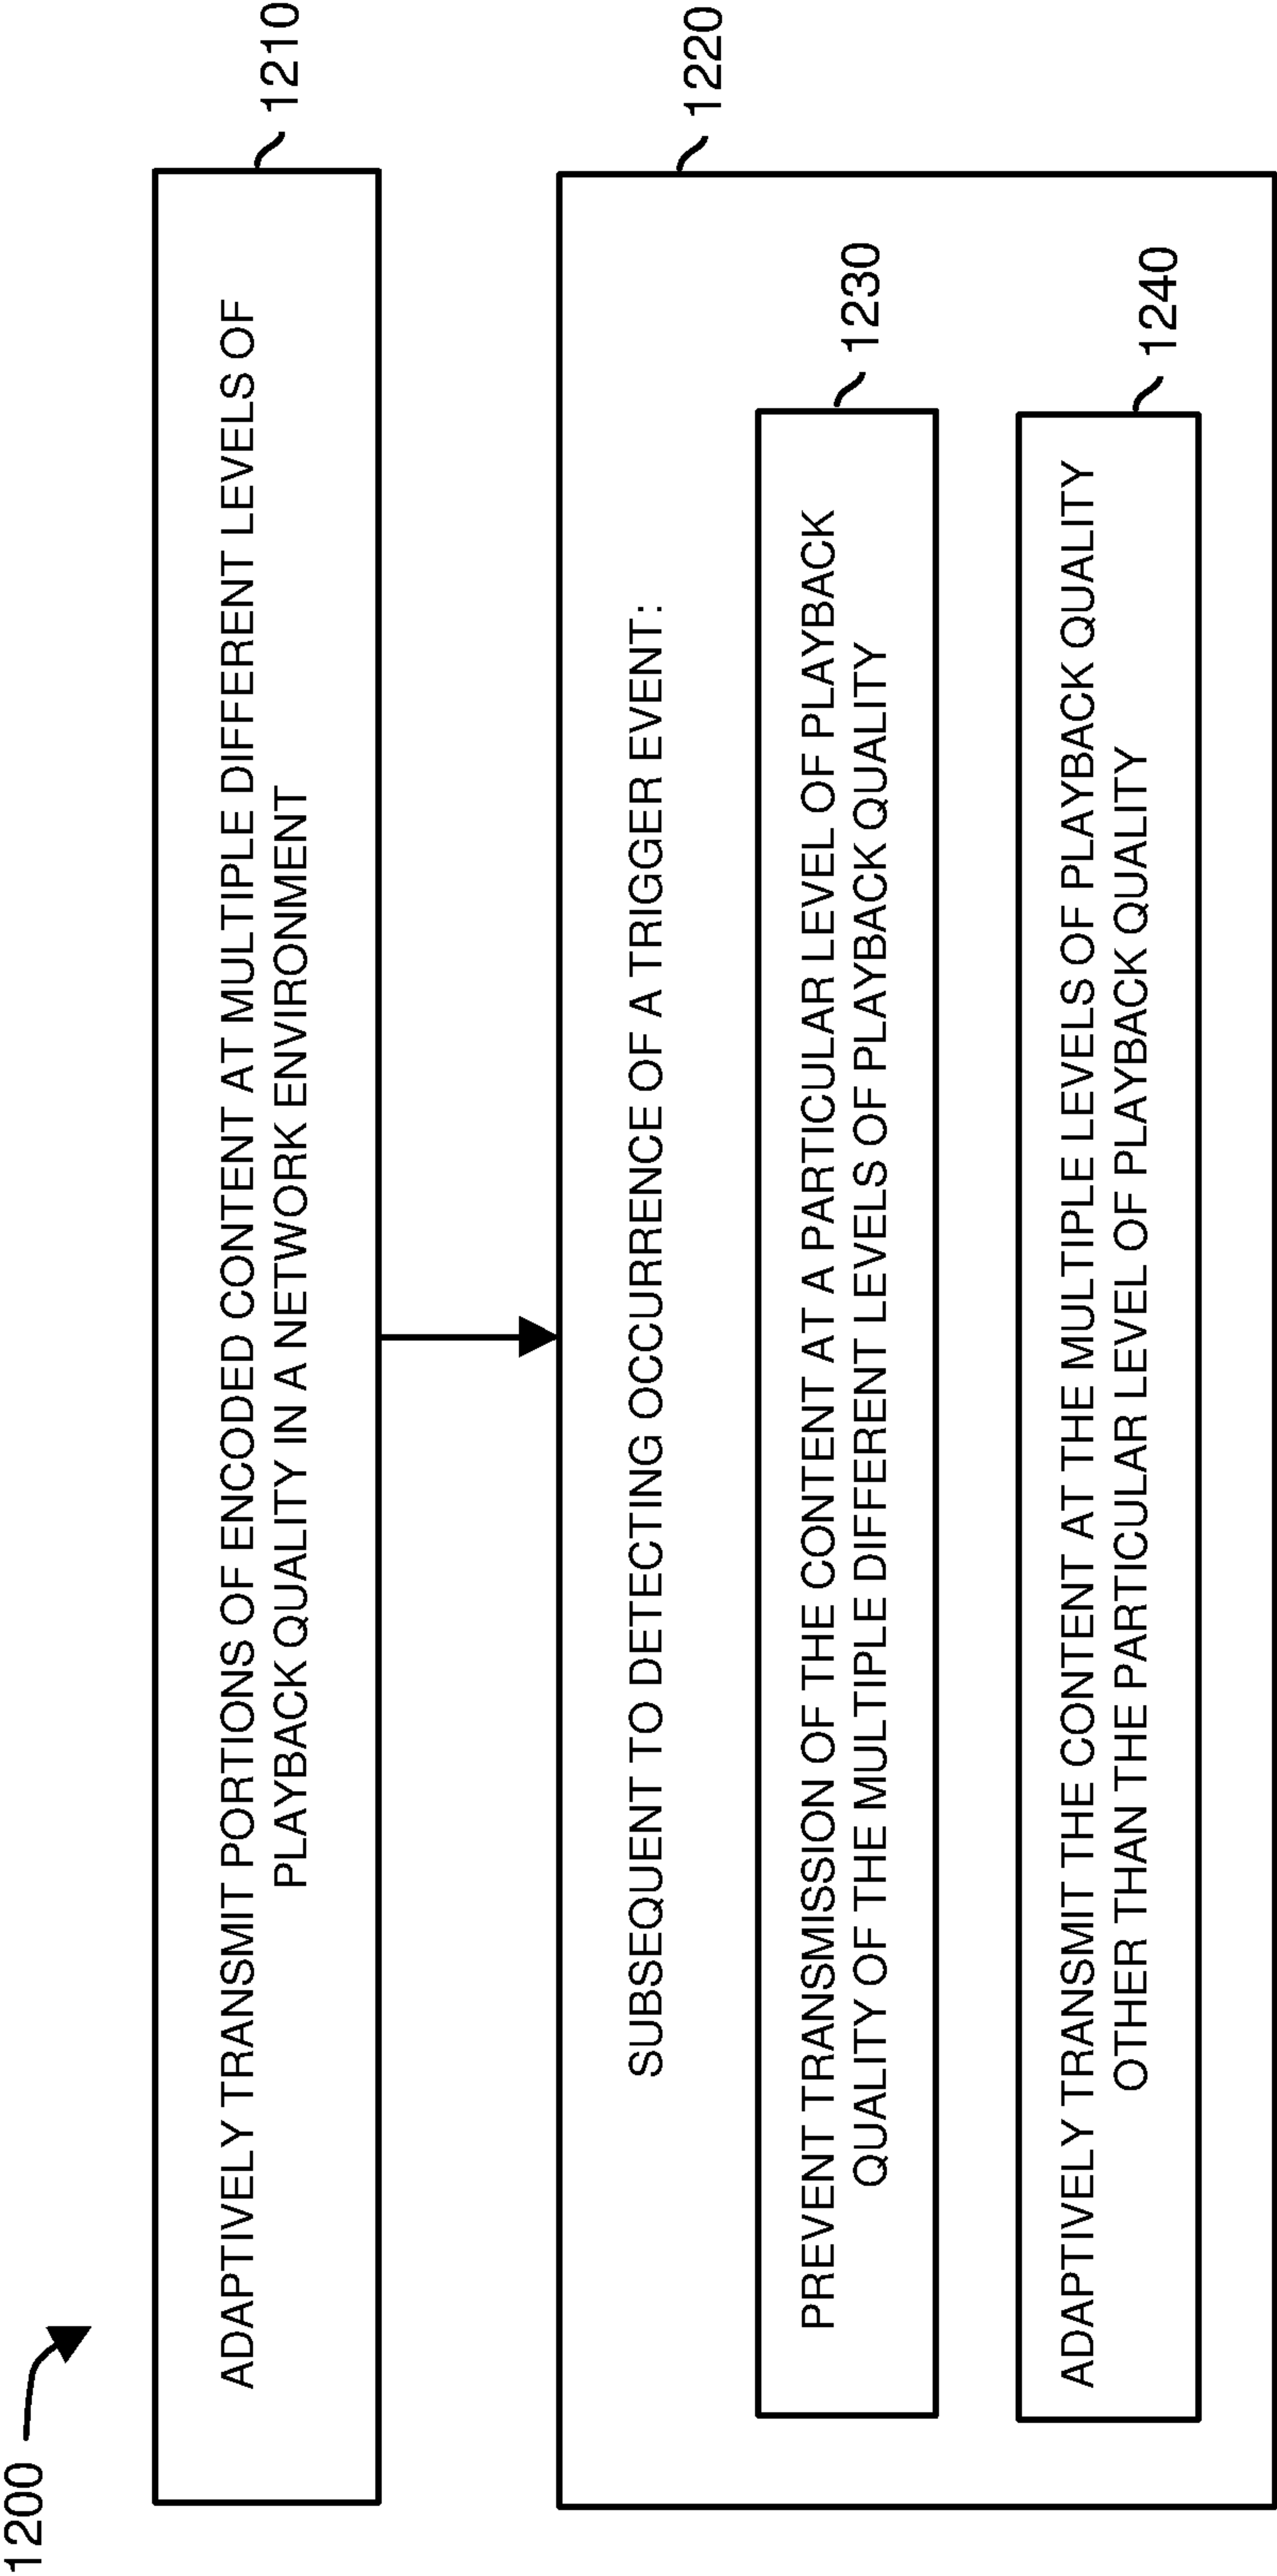 1200
ADAPTIVELY TRANSMIT PORTIONS OF ENCODED CONTENT AT MULTIPLE DIFFERENT LEVELS OF
PLAYBACK QUALITY IN A NETWORK ENVIRONMENT
1210
SUBSEQUENT TO DETECTING OCCURRENCE OF A TRIGGER EVENT:
1220
PREVENT TRANSMISSION OF THE CONTENT AT A PARTICULAR LEVEL OF PLAYBACK
QUALITY OF THE MULTIPLE DIFFERENT LEVELS OF PLAYBACK QUALITY
1230
ADAPTIVELY TRANSMIT THE CONTENT AT THE MULTIPLE LEVELS OF PLAYBACK QUALITY
OTHER THAN THE PARTICULAR LEVEL OF PLAYBACK QUALITY
1240